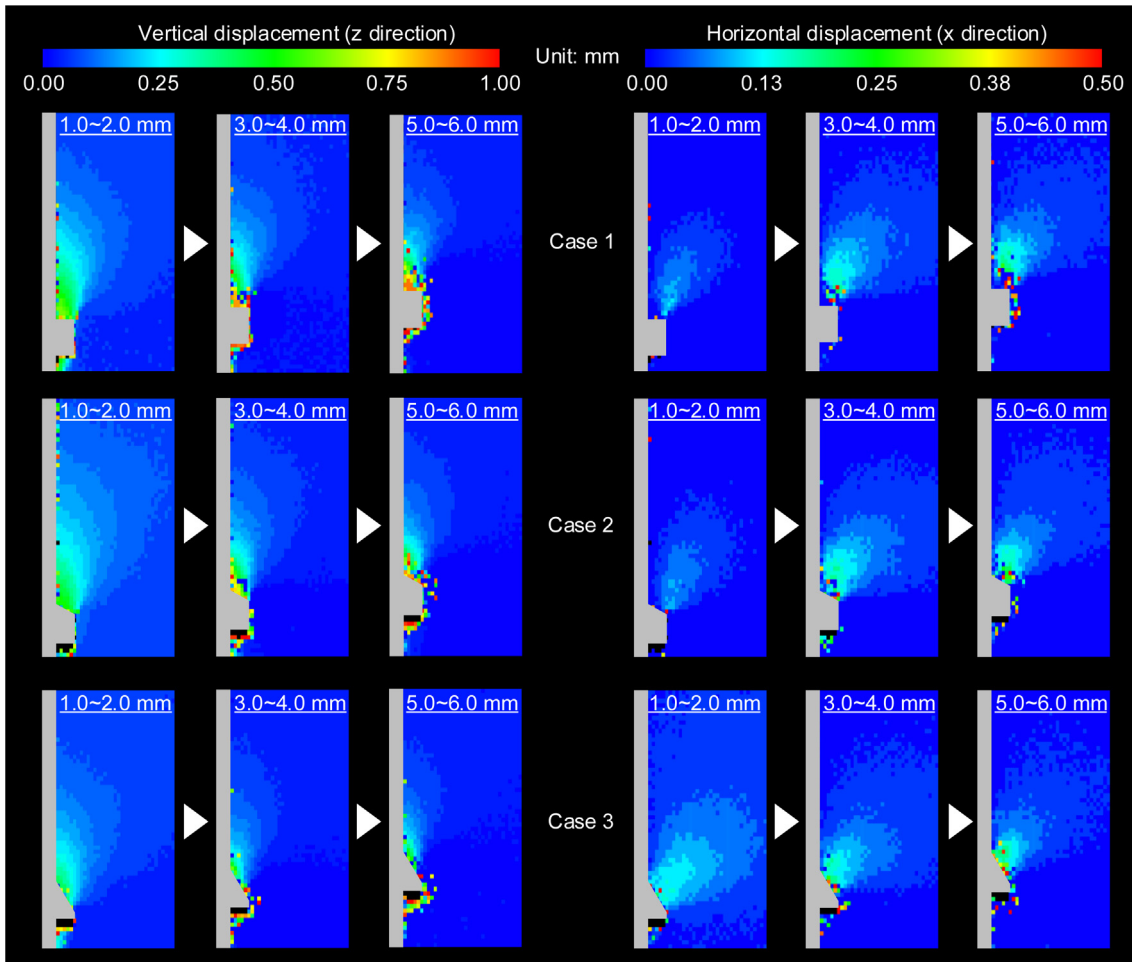 Vertical displacement (z direction)
Unit: mm
Horizontal displacement (x direction)
0.00 0.25 0.50 0.75 1.00
0.00 0.13 0.25 0.38 0.50
1.0~2.0 mm 3.0~4.0 mm 5.0~6.0 mm
Case 1
1.0~2.0 mm 3.0~4.0 mm 5.0~6.0 mm
1.0~2.0 mm 3.0~4.0 mm 5.0~6.0 mm
Case 2
1.0~2.0 mm 3.0~4.0 mm 5.0~6.0 mm
1.0~2.0 mm 3.0~4.0 mm 5.0~6.0 mm
Case 3
1.0~2.0 mm 3.0~4.0 mm 5.0~6.0 mm